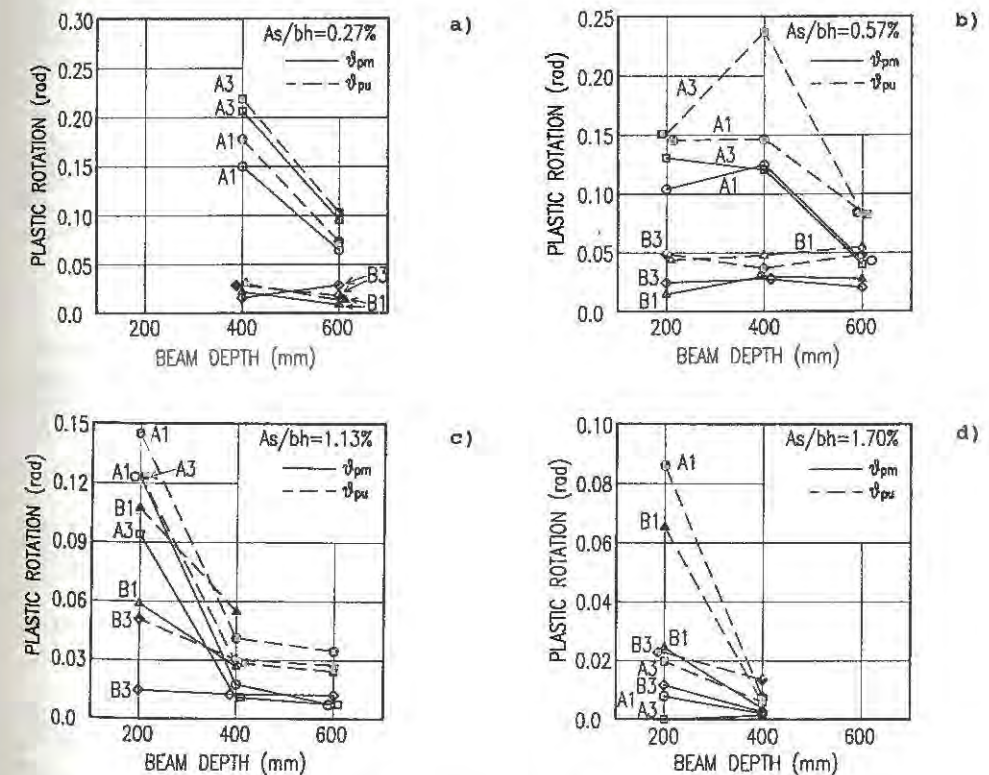 a)
PLASTIC ROTATION (rad)
0.30
0.25
0.20
0.15
0.10
0.05
0.0
As/bh=0.27%
ϑpm
ϑpu
A3
A3
A1
A1
B3
B1
200 400 600
BEAM DEPTH (mm)
b)
PLASTIC ROTATION (rad)
0.25
0.20
0.15
0.10
0.05
0.0
As/bh=0.57%
ϑpm
ϑpu
A3
A1
A3
A1
B3
B1
B3
B1
200 400 600
BEAM DEPTH (mm)
c)
PLASTIC ROTATION (rad)
0.15
0.12
0.09
0.06
0.03
0.0
As/bh=1.13%
ϑpm
ϑpu
A1
A1
A3
B1
A3
B1
B3
B3
200 400 600
BEAM DEPTH (mm)
d)
PLASTIC ROTATION (rad)
0.10
0.08
0.06
0.04
0.02
0.0
As/bh=1.70%
ϑpm
ϑpu
A1
B1
B3
B1
A3
B3
A1
A3
200 400 600
BEAM DEPTH (mm)